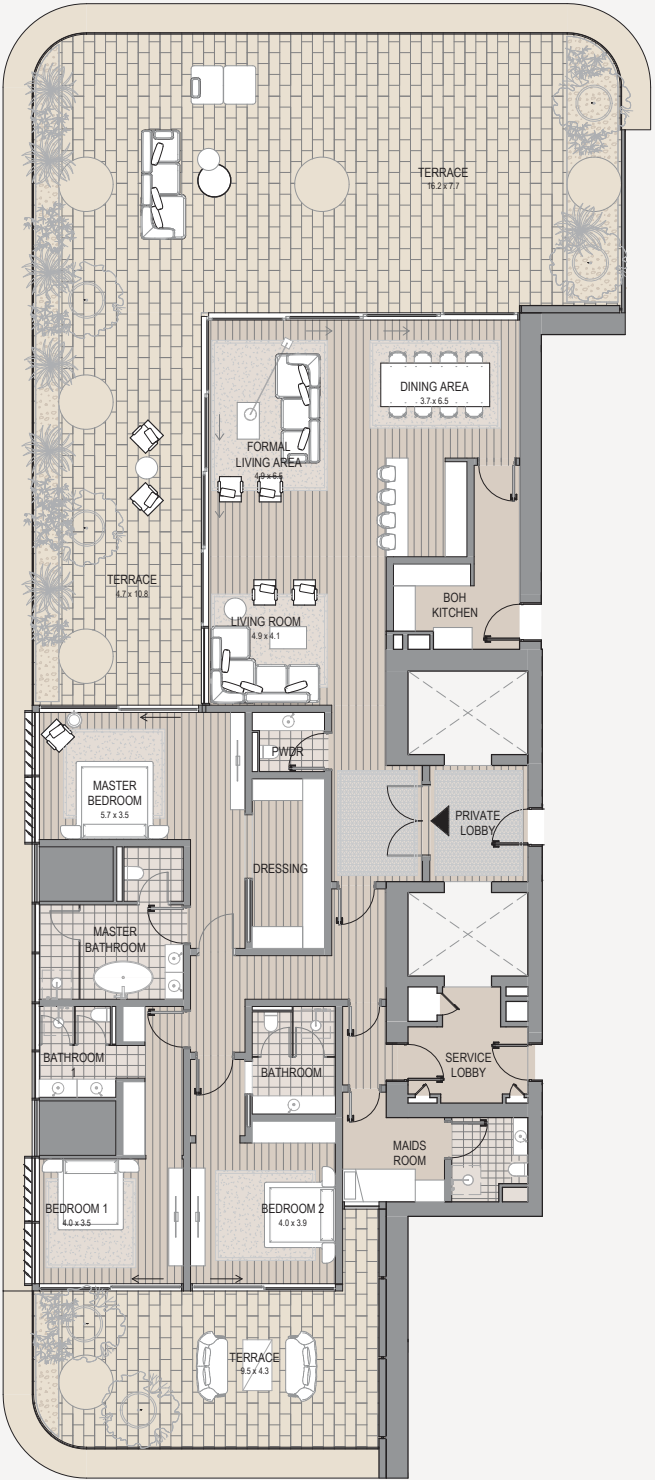 TERRACE
16.2 x 7.7
DINING AREA
3.7 x 6.5
FORMAL
LIVING AREA
4.9 x 6.5
TERRACE
4.7 x 10.8
BOH
KITCHEN
LIVING ROOM
4.9 x 4.1
PWDR
MASTER
BEDROOM
5.7 x 3.5
PRIVATE
LOBBY
DRESSING
MASTER
BATHROOM
BATHROOM
1
BATHROOM
SERVICE
LOBBY
MAIDS
ROOM
BEDROOM 1
4.0 x 3.5
BEDROOM 2
4.0 x 3.9
TERRACE
9.5 x 4.3